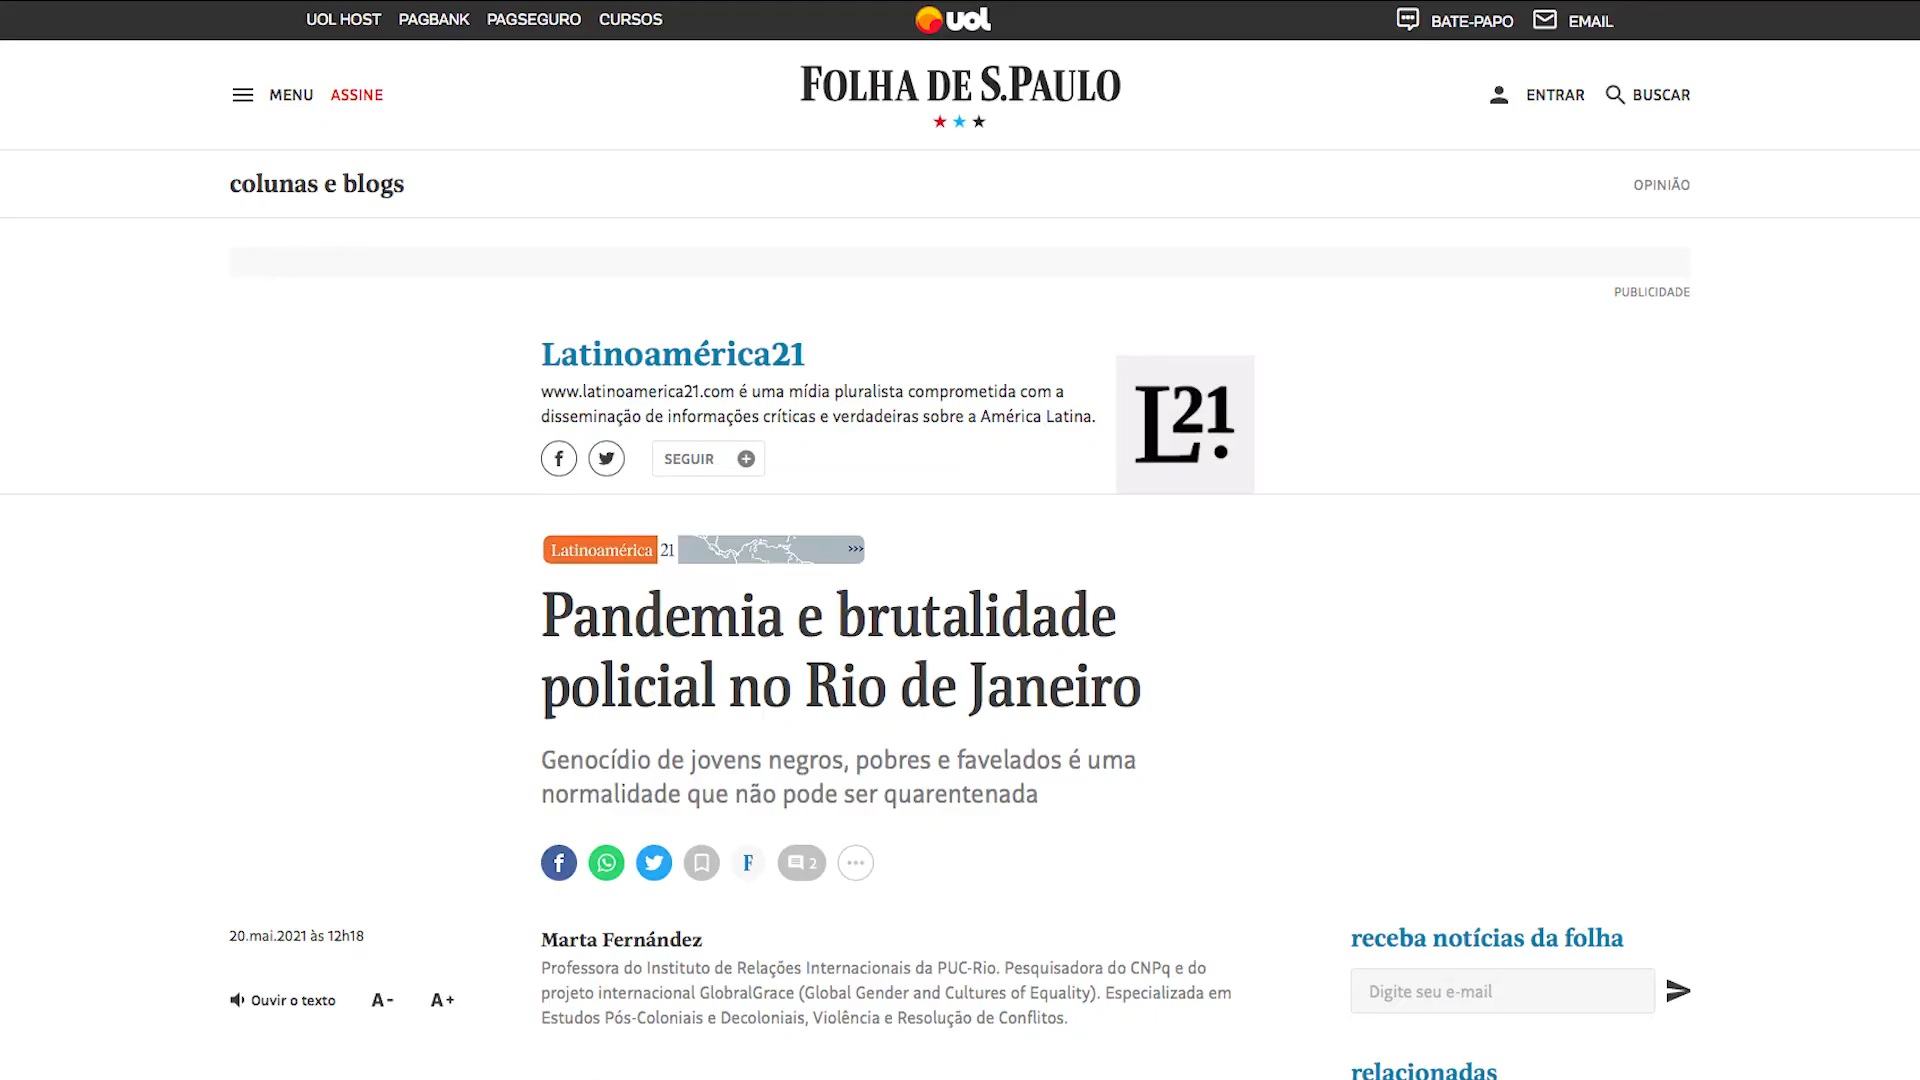 UOL HOST PAGBANK PAGSEGURO CURSOS
uol
BATE-PAPO EMAIL
MENU ASSINE
FOLHA DE S.PAULO
ENTRAR BUSCAR
colunas e blogs
OPINIÃO
PUBLICIDADE
Latinoamérica21
www.latinoamerica21.com é uma mídia pluralista comprometida com a
disseminação de informações críticas e verdadeiras sobre a América Latina.
f
SEGUIR
L21.
Latinoamérica 21 >>>
Pandemia e brutalidade
policial no Rio de Janeiro
Genocídio de jovens negros, pobres e favelados é uma
normalidade que não pode ser quarentenada
f F 2
20.mai.2021 às 12h18
Ouvir o texto A- A+
Marta Fernández
Professora do Instituto de Relações Internacionais da PUC-Rio. Pesquisadora do CNPq e do
projeto internacional GlobralGrace (Global Gender and Cultures of Equality). Especializada em
Estudos Pós-Coloniais e Decoloniais, Violência e Resolução de Conflitos.
receba notícias da folha
Digite seu e-mail
relacionadas